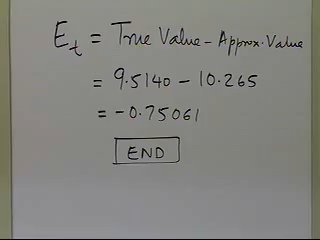 Et = True Value - Approx. Value
= 9.5140 - 10.265
= -0.75061
END